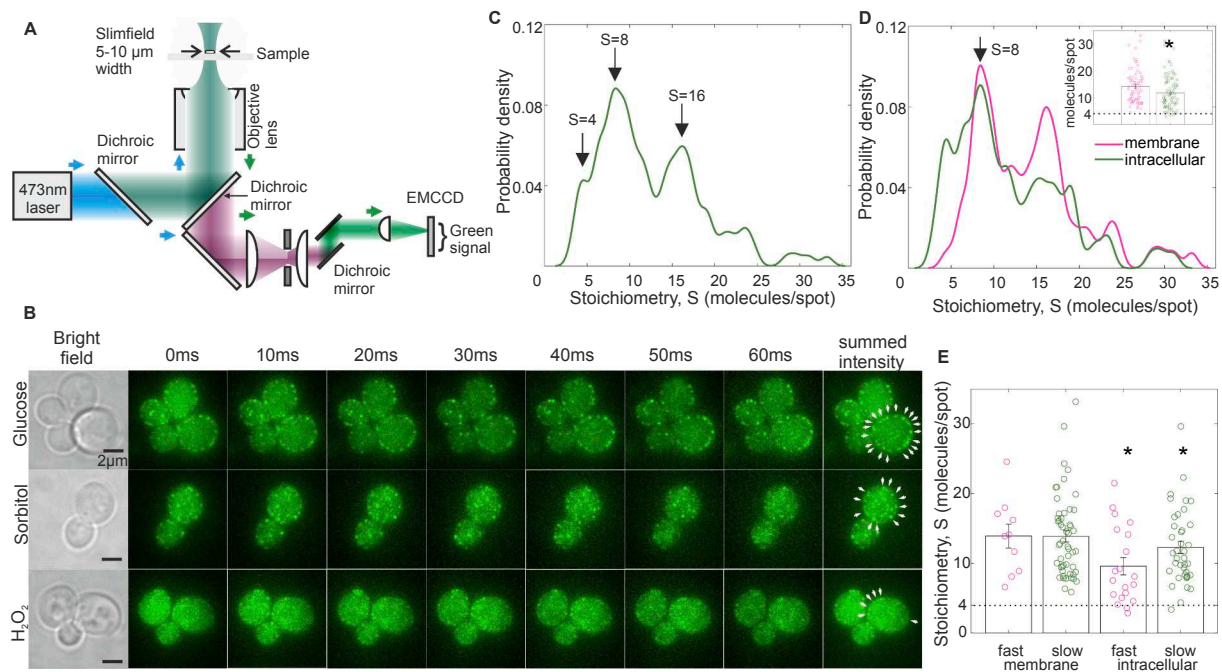 A
Slimfield
5-10 µm
width
Sample
Objective
lens
Dichroic
mirror
473nm
laser
Dichroic
mirror
EMCCD
Green
signal
Dichroic
mirror
C
Probability density
0.12
0.08
0.04
S=4
S=8
S=16
0 5 10 15 20 25 30 35
Stoichiometry, S (molecules/spot)
D
Probability density
0.12
0.08
0.04
S=8
molecules/spot
30
10
4
*
membrane
intracellular
0 5 10 15 20 25 30 35
Stoichiometry, S (molecules/spot)
B
Bright
field
0ms 10ms 20ms 30ms 40ms 50ms 60ms
summed
intensity
Glucose
2µm
Sorbitol
H2O2
E
Stoichiometry, S (molecules/spot)
30
20
10
4
0
* *
fast slow fast slow
membrane intracellular